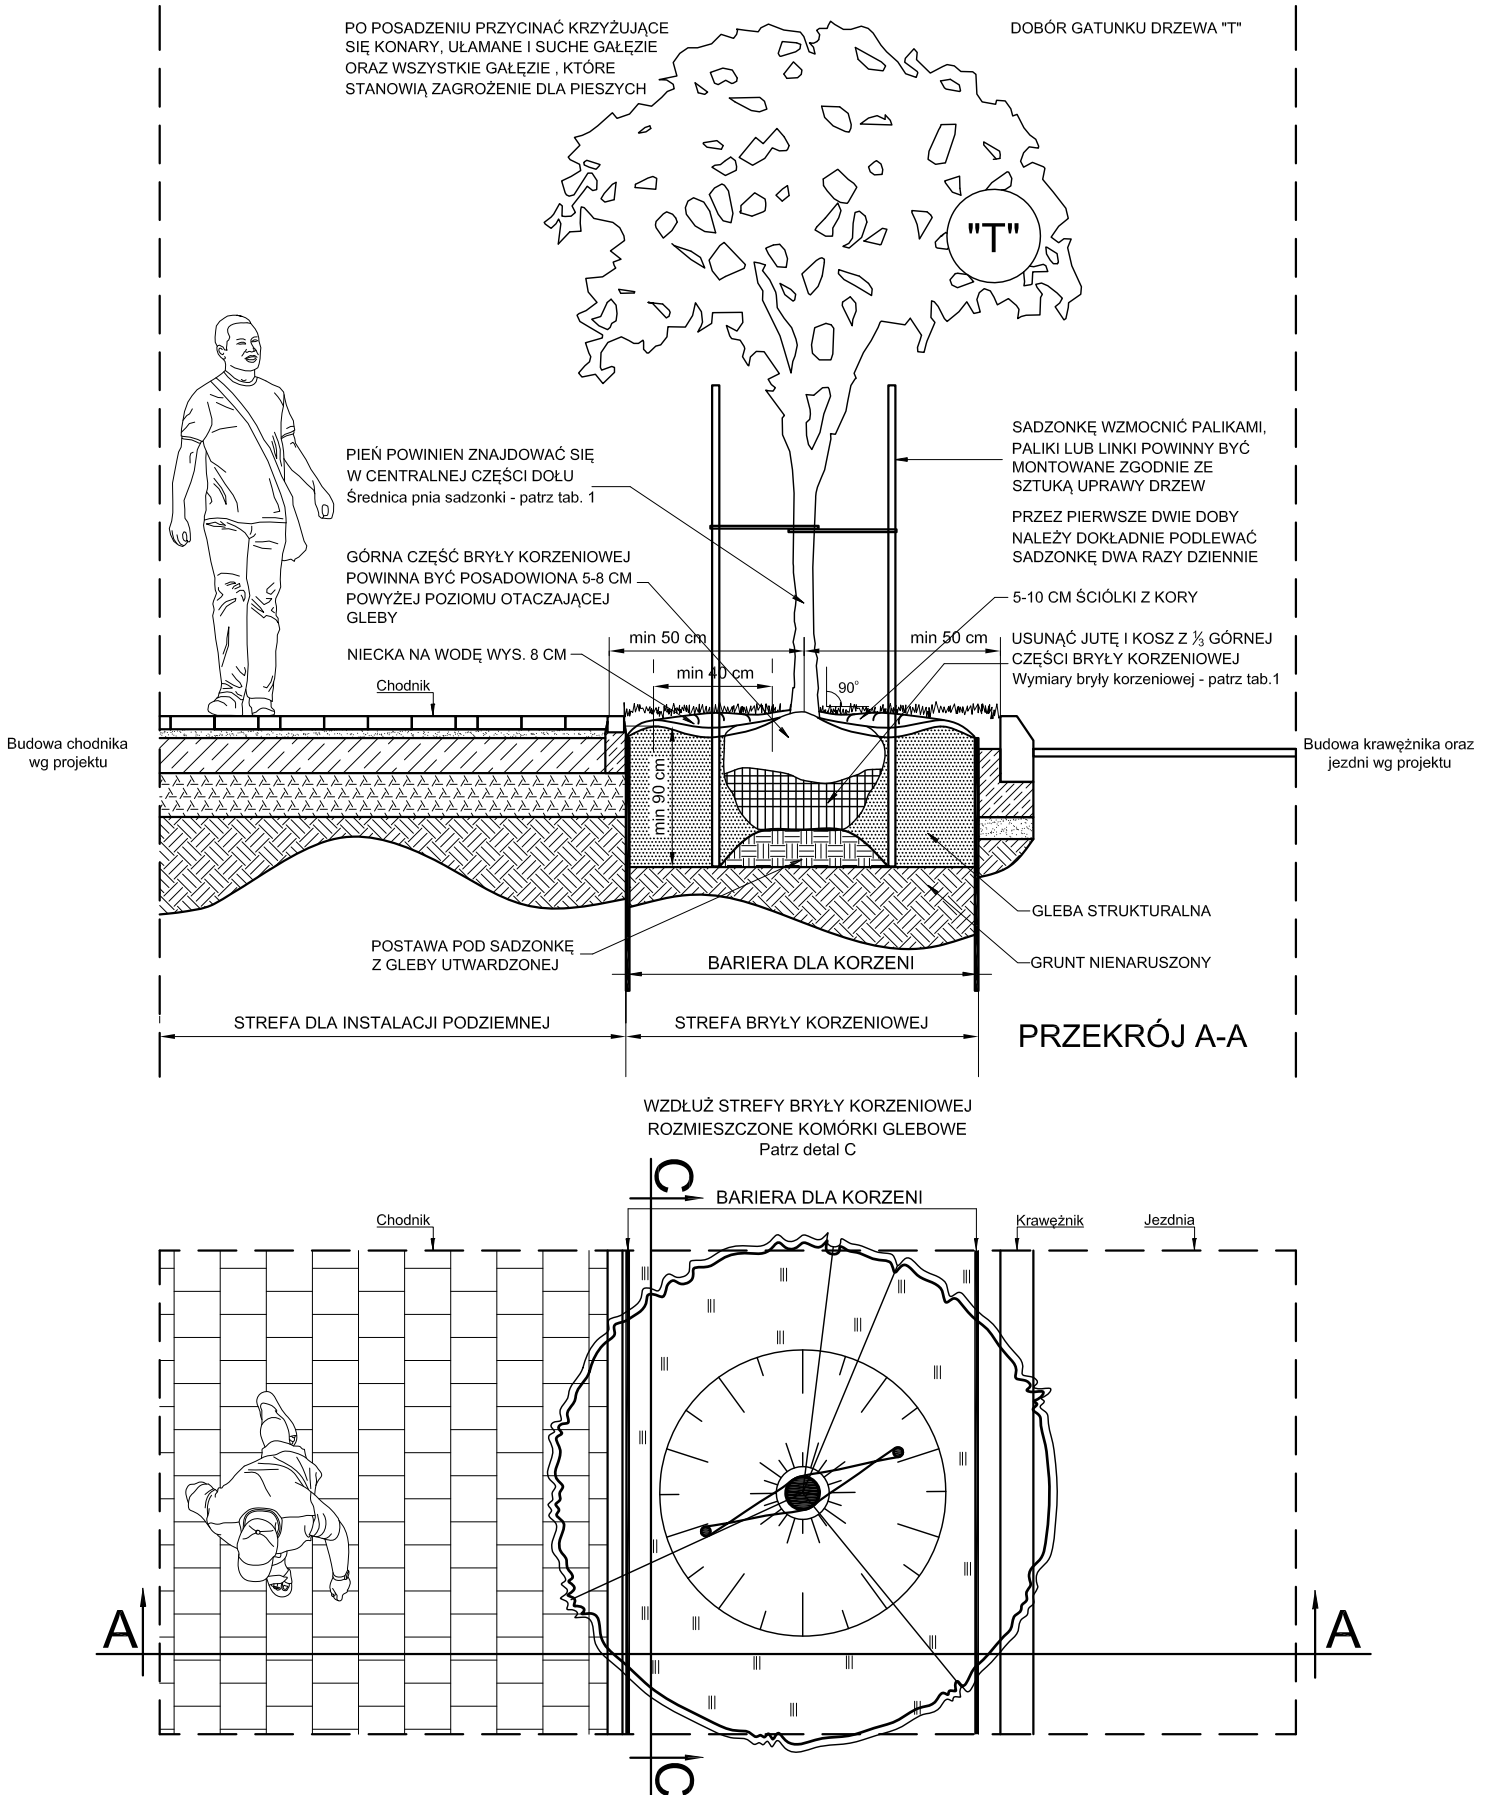 PO POSADZENIU PRZYCINAĆ KRZYŻUJĄCE
SIĘ KONARY, UŁAMANE I SUCHE GAŁĘZIE
ORAZ WSZYSTKIE GAŁĘZIE , KTÓRE
STANOWIĄ ZAGROŻENIE DLA PIESZYCH
DOBÓR GATUNKU DRZEWA "T"
"T"
PIEŃ POWINIEN ZNAJDOWAĆ SIĘ
W CENTRALNEJ CZĘŚCI DOŁU
Średnica pnia sadzonki - patrz tab. 1
SADZONKĘ WZMOCNIĆ PALIKAMI,
PALIKI LUB LINKI POWINNY BYĆ
MONTOWANE ZGODNIE ZE
SZTUKĄ UPRAWY DRZEW
PRZEZ PIERWSZE DWIE DOBY
NALEŻY DOKŁADNIE PODLEWAĆ
SADZONKĘ DWA RAZY DZIENNIE
GÓRNA CZĘŚĆ BRYŁY KORZENIOWEJ
POWINNA BYĆ POSADOWIONA 5-8 CM
POWYŻEJ POZIOMU OTACZAJĄCEJ
GLEBY
5-10 CM ŚCIÓŁKI Z KORY
min 50 cm
min 50 cm
USUNĄĆ JUTĘ I KOSZ Z ⅓ GÓRNEJ
CZĘŚCI BRYŁY KORZENIOWEJ
Wymiary bryły korzeniowej - patrz tab.1
NIECKA NA WODĘ WYS. 8 CM
min 40 cm
90°
Chodnik
Budowa chodnika
wg projektu
Budowa krawężnika oraz
jezdni wg projektu
min 90 cm
GLEBA STRUKTURALNA
POSTAWA POD SADZONKĘ
Z GLEBY UTWARDZONEJ
BARIERA DLA KORZENI
GRUNT NIENARUSZONY
STREFA DLA INSTALACJI PODZIEMNEJ
STREFA BRYŁY KORZENIOWEJ
PRZEKRÓJ A-A
WZDŁUŻ STREFY BRYŁY KORZENIOWEJ
ROZMIESZCZONE KOMÓRKI GLEBOWE
Patrz detal C
C
BARIERA DLA KORZENI
Chodnik
Krawężnik
Jezdnia
A
A
C